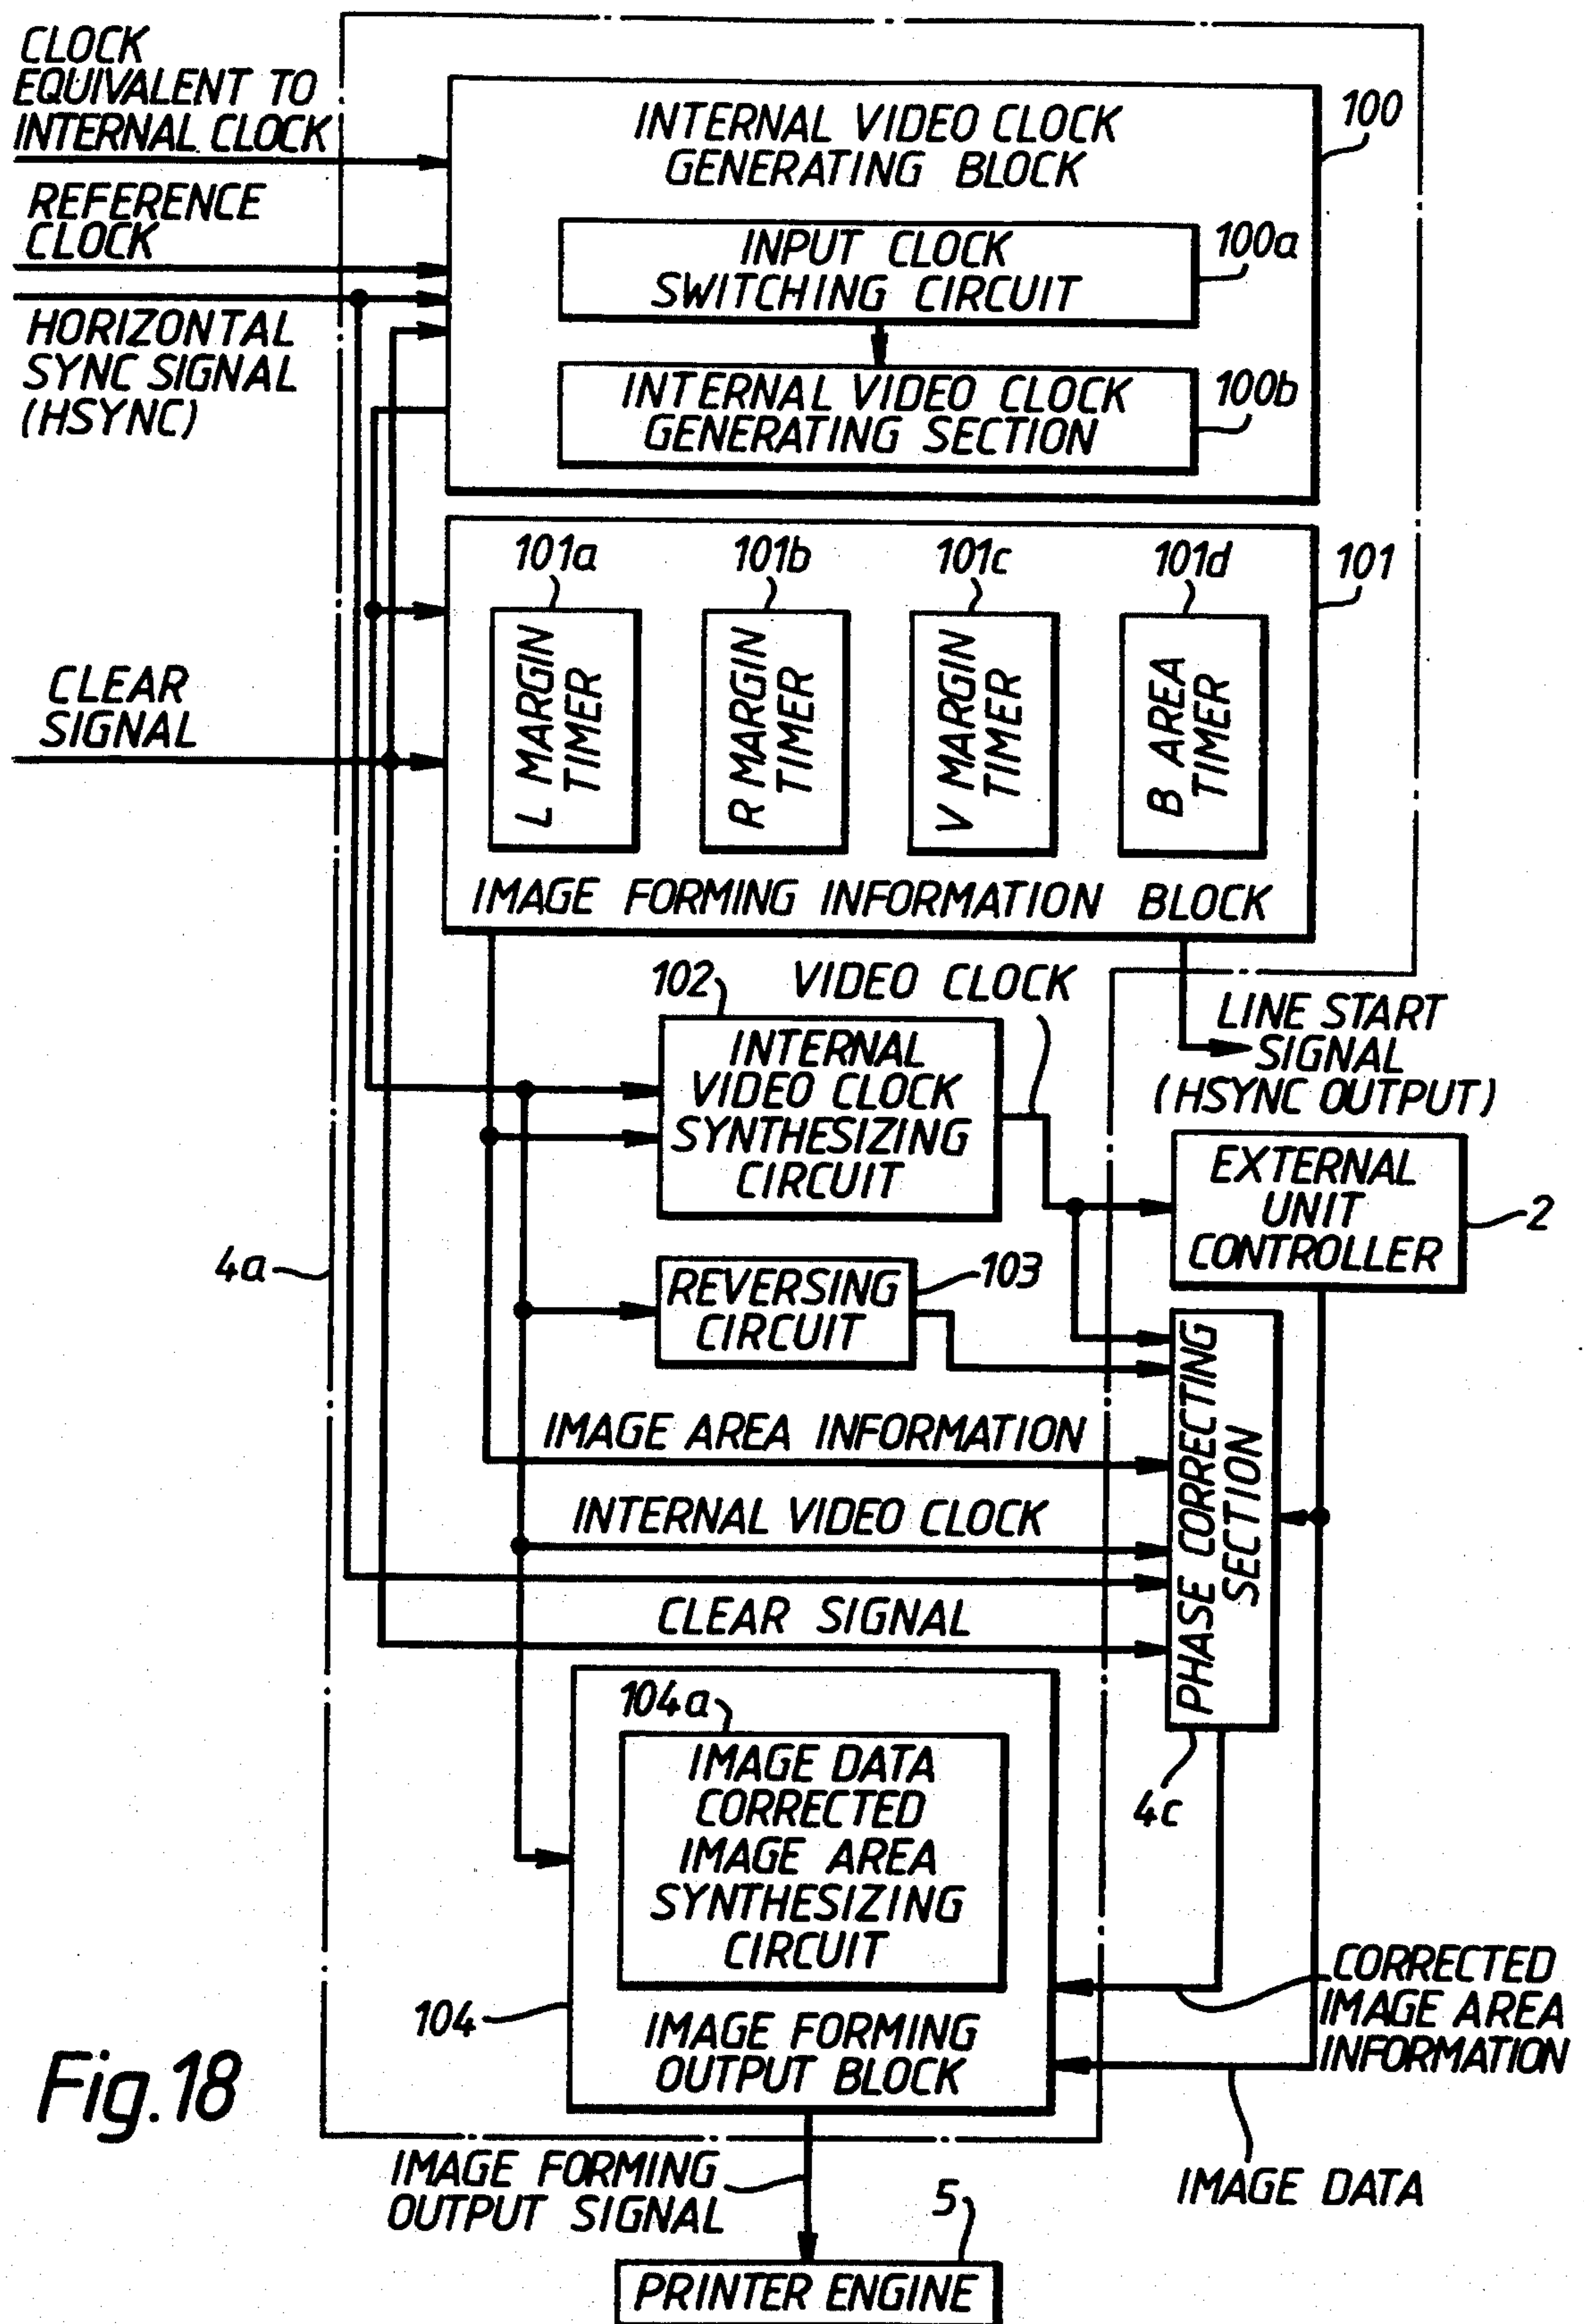 CLOCK
EQUIVALENT TO
INTERNAL CLOCK
REFERENCE
CLOCK
HORIZONTAL
SYNC SIGNAL
(HSYNC)
INTERNAL VIDEO CLOCK
GENERATING BLOCK
100
INPUT CLOCK
SWITCHING CIRCUIT
100a
INTERNAL VIDEO CLOCK
GENERATING SECTION
100b
101a
101b
101c
101d
101
CLEAR
SIGNAL
L MARGIN
TIMER
R MARGIN
TIMER
V MARGIN
TIMER
B AREA
TIMER
IMAGE FORMING INFORMATION BLOCK
102
VIDEO CLOCK
LINE START
SIGNAL
(HSYNC OUTPUT)
INTERNAL
VIDEO CLOCK
SYNTHESIZING
CIRCUIT
EXTERNAL
UNIT
CONTROLLER
2
4a
REVERSING
CIRCUIT
103
PHASE CORRECTING
SECTION
IMAGE AREA INFORMATION
INTERNAL VIDEO CLOCK
CLEAR SIGNAL
4c
104a
IMAGE DATA
CORRECTED
IMAGE AREA
SYNTHESIZING
CIRCUIT
104
IMAGE FORMING
OUTPUT BLOCK
CORRECTED
IMAGE AREA
INFORMATION
IMAGE DATA
Fig.18
IMAGE FORMING
OUTPUT SIGNAL
5
PRINTER ENGINE